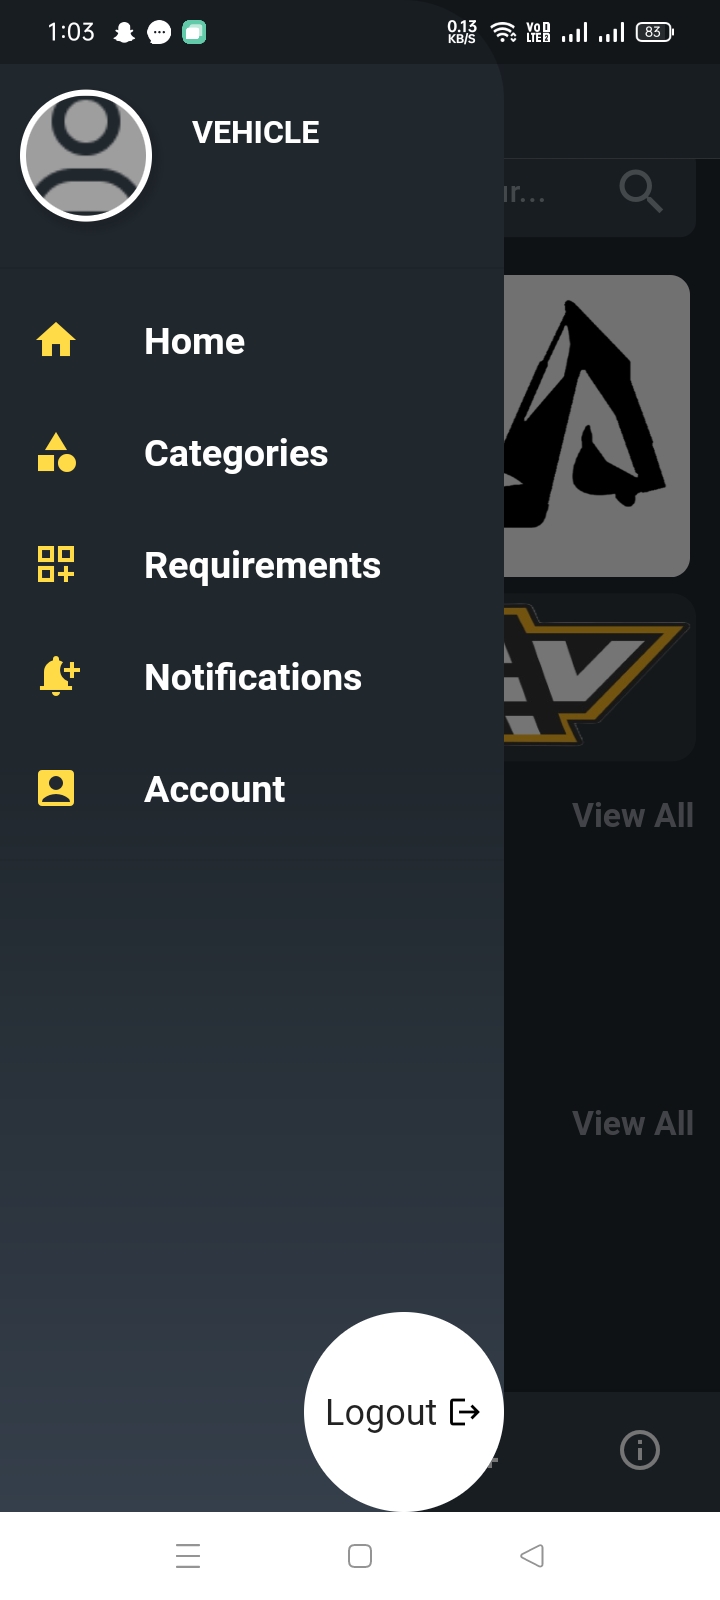 1:03
0.13
KB/S
VoD
LTE2
83
VEHICLE
ur...
Home
Categories
Requirements
Notifications
Account
View All
View All
Logout